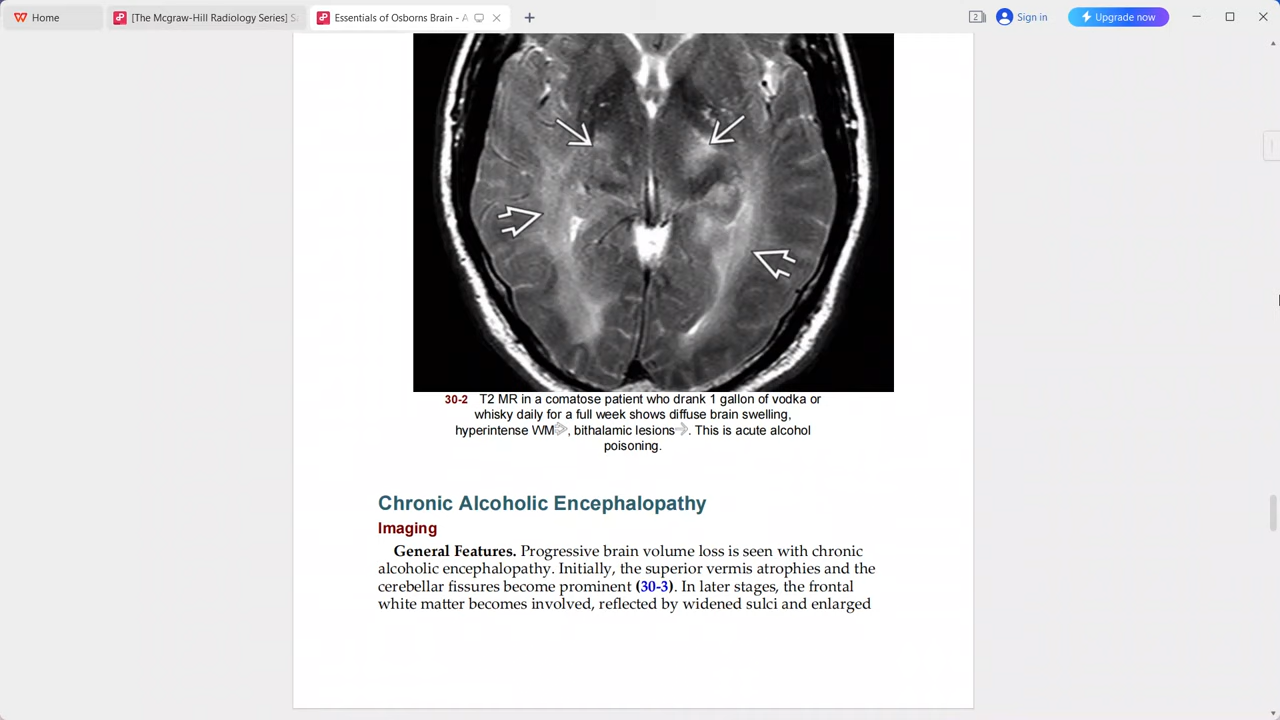 Home
[The Mcgraw-Hill Radiology Series] S
Essentials of Osborns Brain - A
2
Sign in
Upgrade now
30-2 T2 MR in a comatose patient who drank 1 gallon of vodka or
whisky daily for a full week shows diffuse brain swelling,
hyperintense WM, bithalamic lesions. This is acute alcohol
poisoning.
Chronic Alcoholic Encephalopathy
Imaging
General Features. Progressive brain volume loss is seen with chronic
alcoholic encephalopathy. Initially, the superior vermis atrophies and the
cerebellar fissures become prominent (30-3). In later stages, the frontal
white matter becomes involved, reflected by widened sulci and enlarged